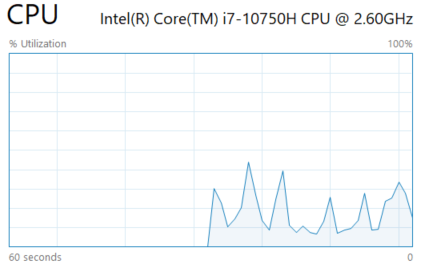 CPU Intel(R) Core(TM) i7-10750H CPU @ 2.60GHz
% Utilization 100%
60 seconds 0